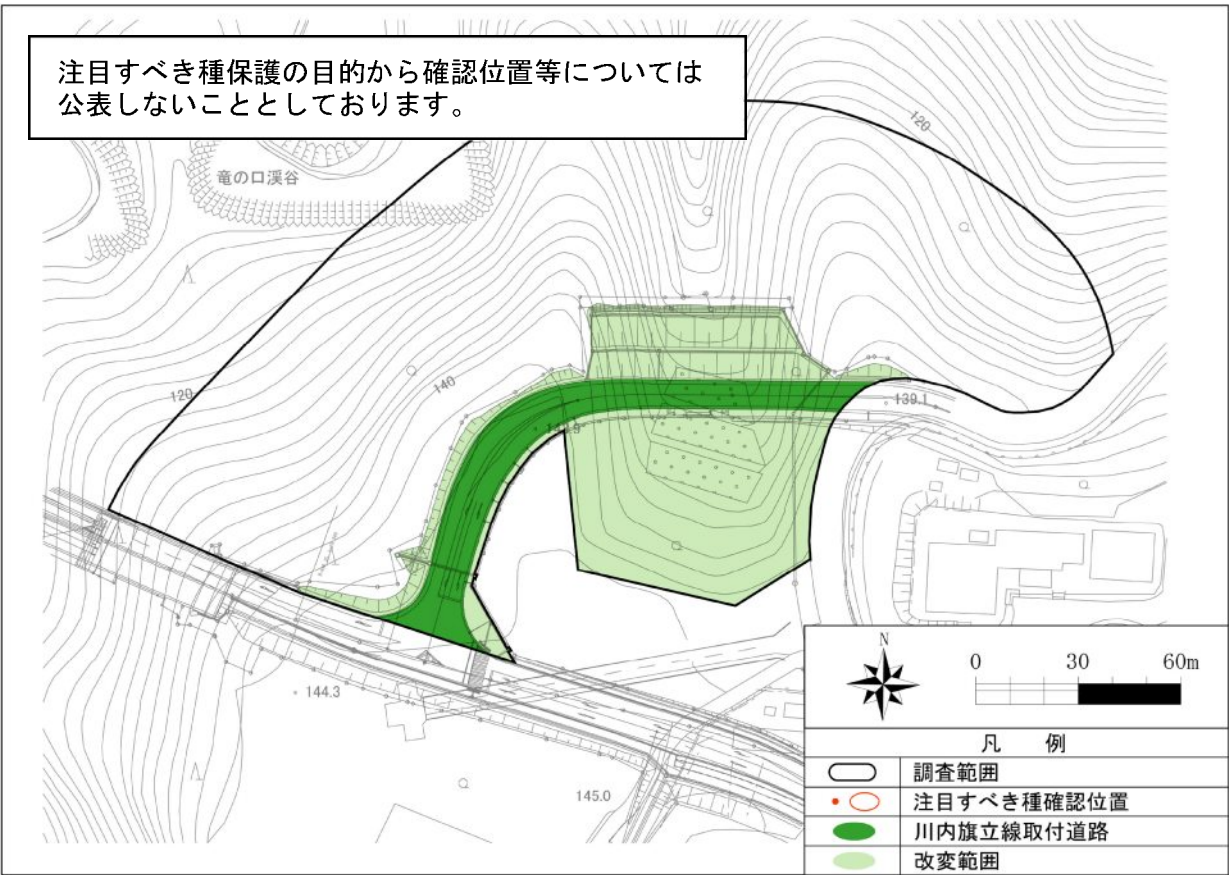 注目すべき種保護の目的から確認位置等については
公表しないこととしております。
竜の口渓谷
120
120
140
139.1
144.3
145.0
N
0 30 60m
凡 例
調査範囲
注目すべき種確認位置
川内旗立線取付道路
改変範囲